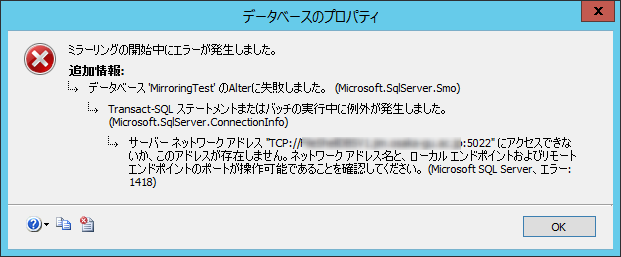 データベースのプロパティ
ミラーリングの開始中にエラーが発生しました。
追加情報:
データベース 'MirroringTest' のAlterに失敗しました。 (Microsoft.SqlServer.Smo)
Transact-SQL ステートメントまたはバッチの実行中に例外が発生しました。
(Microsoft.SqlServer.ConnectionInfo)
サーバー ネットワーク アドレス "TCP:// :5022" にアクセスできな
いか、このアドレスが存在しません。ネットワーク アドレス名と、ローカル エンドポイントおよびリモート
エンドポイントのポートが操作可能であることを確認してください。 (Microsoft SQL Server、エラー:
1418)
OK